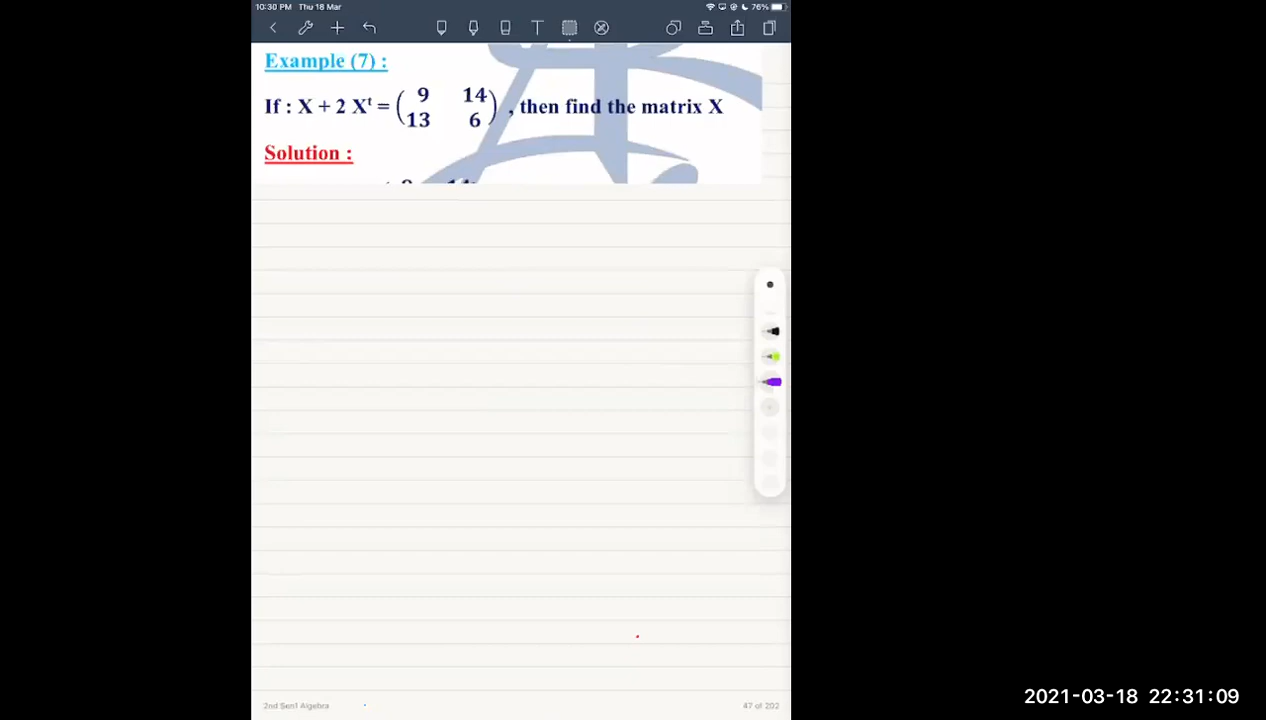 10:30 PM Thu 18 Mar 76%
Example (7) :
If : X + 2 Xᵗ = ( 9 14
13 6 ) , then find the matrix X
Solution :
2nd Sen1 Algebra
47 of 202
2021-03-18 22:31:09